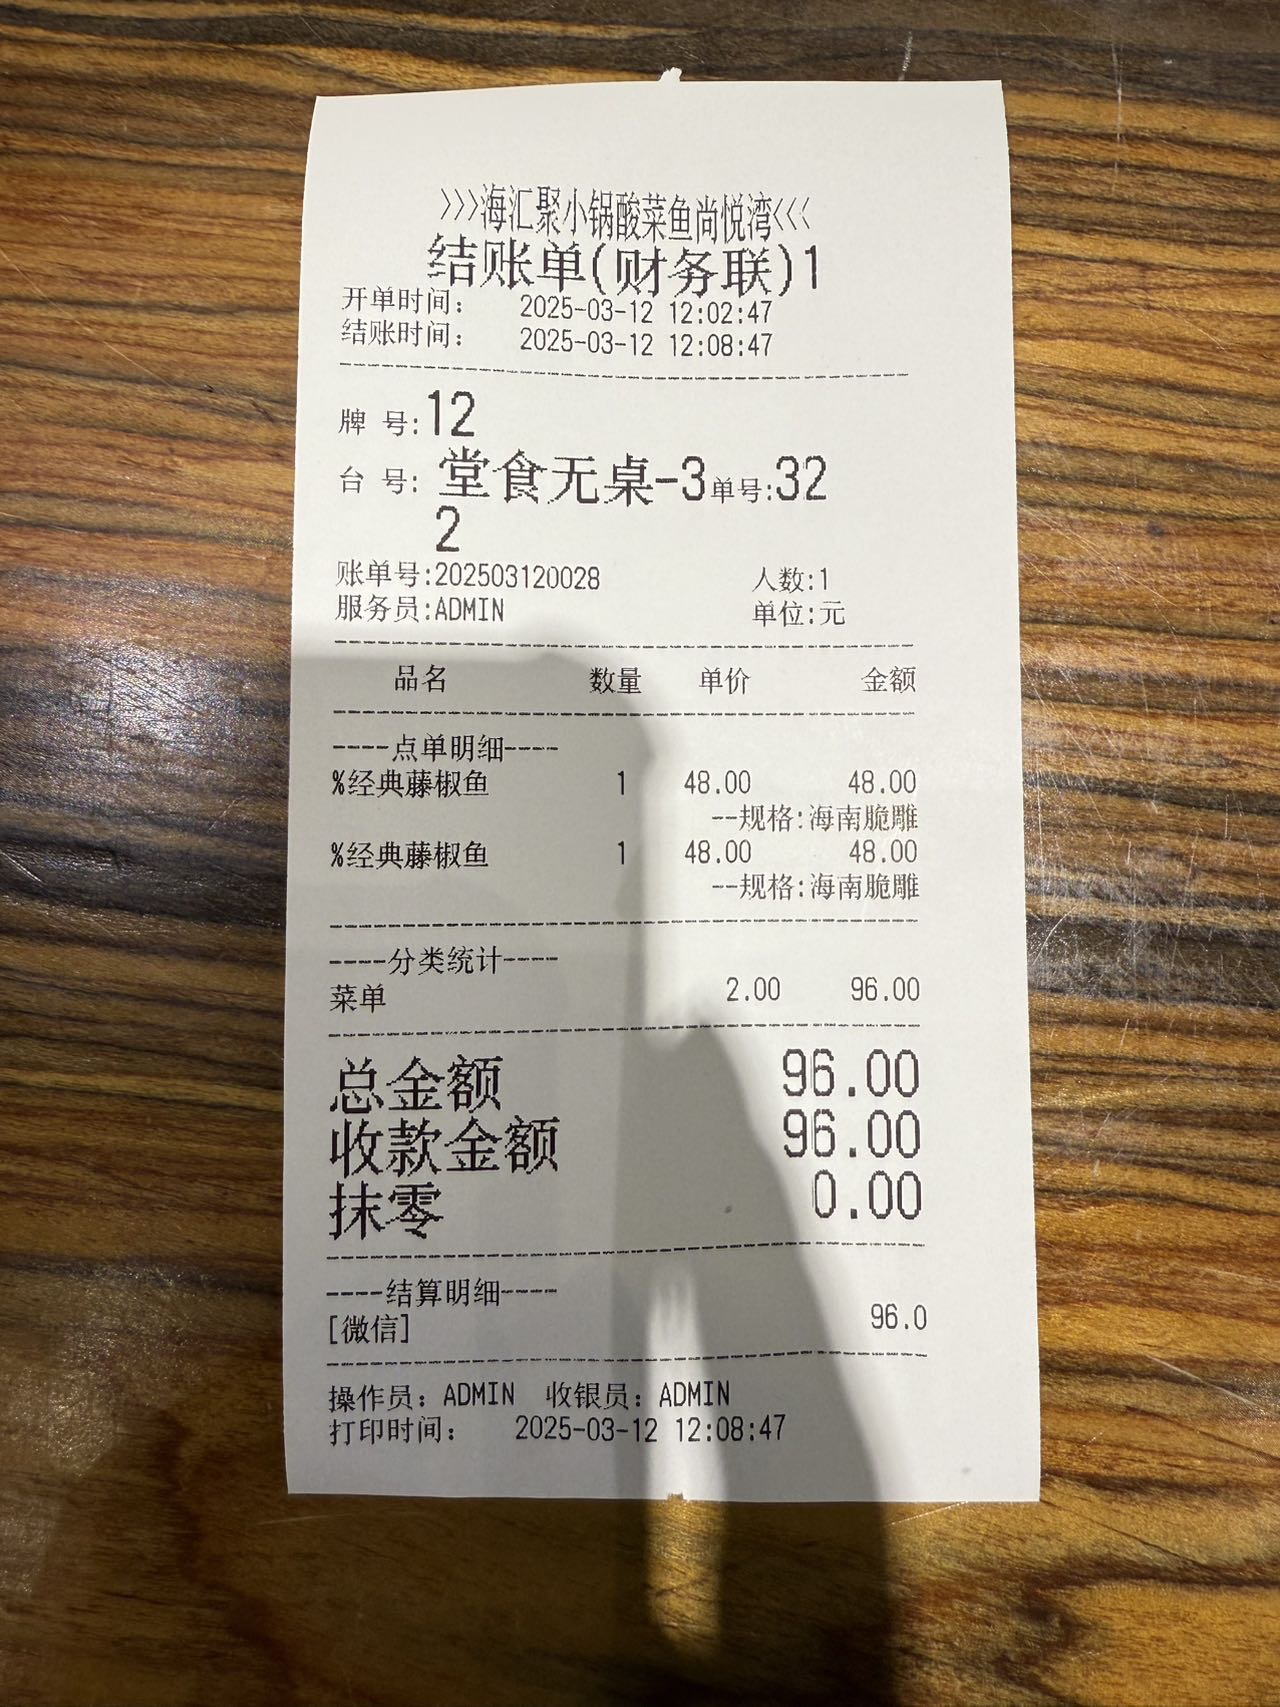 >>>海汇聚小锅酸菜鱼尚悦湾<<<
结账单(财务联)1
开单时间: 2025-03-12 12:02:47
结账时间: 2025-03-12 12:08:47
牌 号:12
台 号: 堂食无桌-3单号:32
2
账单号:202503120028 人数:1
服务员:ADMIN 单位:元
品名 数量 单价 金额
----点单明细----
%经典藤椒鱼 1 48.00 48.00
--规格:海南脆雕
%经典藤椒鱼 1 48.00 48.00
--规格:海南脆雕
----分类统计----
菜单 2.00 96.00
总金额 96.00
收款金额 96.00
抹零 0.00
----结算明细----
[微信] 96.0
操作员: ADMIN 收银员: ADMIN
打印时间: 2025-03-12 12:08:47